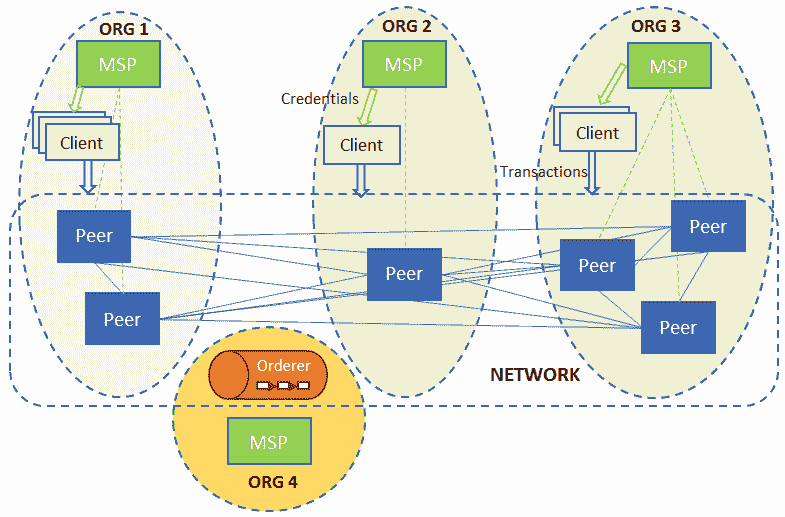 ORG 1
ORG 2
ORG 3
MSP
MSP
MSP
Credentials
Client
Client
Client
Transactions
Peer
Peer
Peer
Peer
Peer
Peer
Orderer
NETWORK
MSP
ORG 4